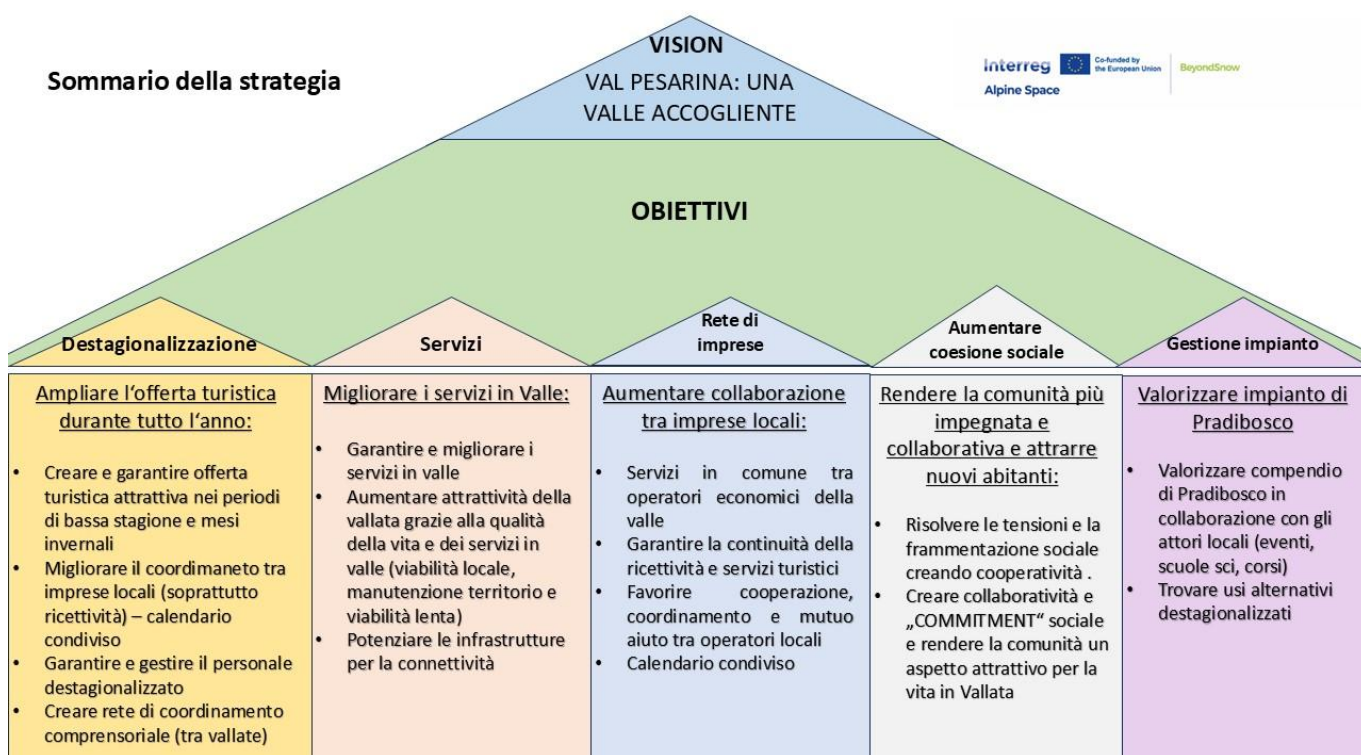 Sommario della strategia
VISION
VAL PESARINA: UNA
VALLE ACCOGLIENTE
Interreg
Co-funded by
the European Union
BeyondSnow
Alpine Space
OBIETTIVI
Destagionalizzazione
Servizi
Rete di
imprese
Aumentare
coesione sociale
Gestione impianto
Ampliare l'offerta turistica
durante tutto l'anno:
• Creare e garantire offerta
turistica attrattiva nei periodi
di bassa stagione e mesi
invernali
• Migliorare il coordimaneto tra
imprese locali (soprattutto
ricettività) – calendario
condiviso
• Garantire e gestire il personale
destagionalizzato
• Creare rete di coordinamento
comprensoriale (tra vallate)
Migliorare i servizi in Valle:
• Garantire e migliorare i
servizi in valle
• Aumentare attrattività della
vallata grazie alla qualità
della vita e dei servizi in
valle (viabilità locale,
manutenzione territorio e
viabilità lenta)
• Potenziare le infrastrutture
per la connettività
Aumentare collaborazione
tra imprese locali:
• Servizi in comune tra
operatori economici della
valle
• Garantire la continuità della
ricettività e servizi turistici
• Favorire cooperazione,
coordinamento e mutuo
aiuto tra operatori locali
• Calendario condiviso
Rendere la comunità più
impegnata e
collaborativa e attrarre
nuovi abitanti:
• Risolvere le tensioni e la
frammentazione sociale
creando cooperatività .
• Creare collaboratività e
„COMMITMENT“ sociale
e rendere la comunità un
aspetto attrattivo per la
vita in Vallata
Valorizzare impianto di
Pradibosco
• Valorizzare compendio
di Pradibosco in
collaborazione con gli
attori locali (eventi,
scuole sci, corsi)
• Trovare usi alternativi
destagionalizzati